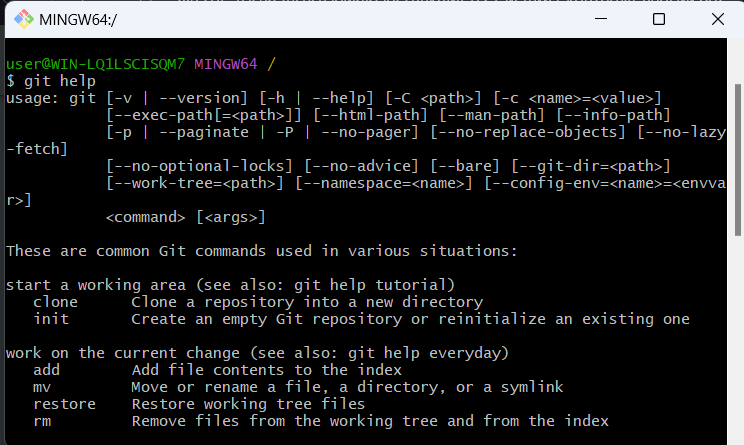 MINGW64:/
user@WIN-LQ1LSCISQM7 MINGW64 /
$ git help
usage: git [-v | --version] [-h | --help] [-C <path>] [-c <name>=<value>]
           [--exec-path[=<path>]] [--html-path] [--man-path] [--info-path]
           [-p | --paginate | -P | --no-pager] [--no-replace-objects] [--no-lazy
-fetch]
           [--no-optional-locks] [--no-advice] [--bare] [--git-dir=<path>]
           [--work-tree=<path>] [--namespace=<name>] [--config-env=<name>=<envva
r>]
           <command> [<args>]

These are common Git commands used in various situations:

start a working area (see also: git help tutorial)
   clone      Clone a repository into a new directory
   init       Create an empty Git repository or reinitialize an existing one

work on the current change (see also: git help everyday)
   add        Add file contents to the index
   mv         Move or rename a file, a directory, or a symlink
   restore    Restore working tree files
   rm         Remove files from the working tree and from the index